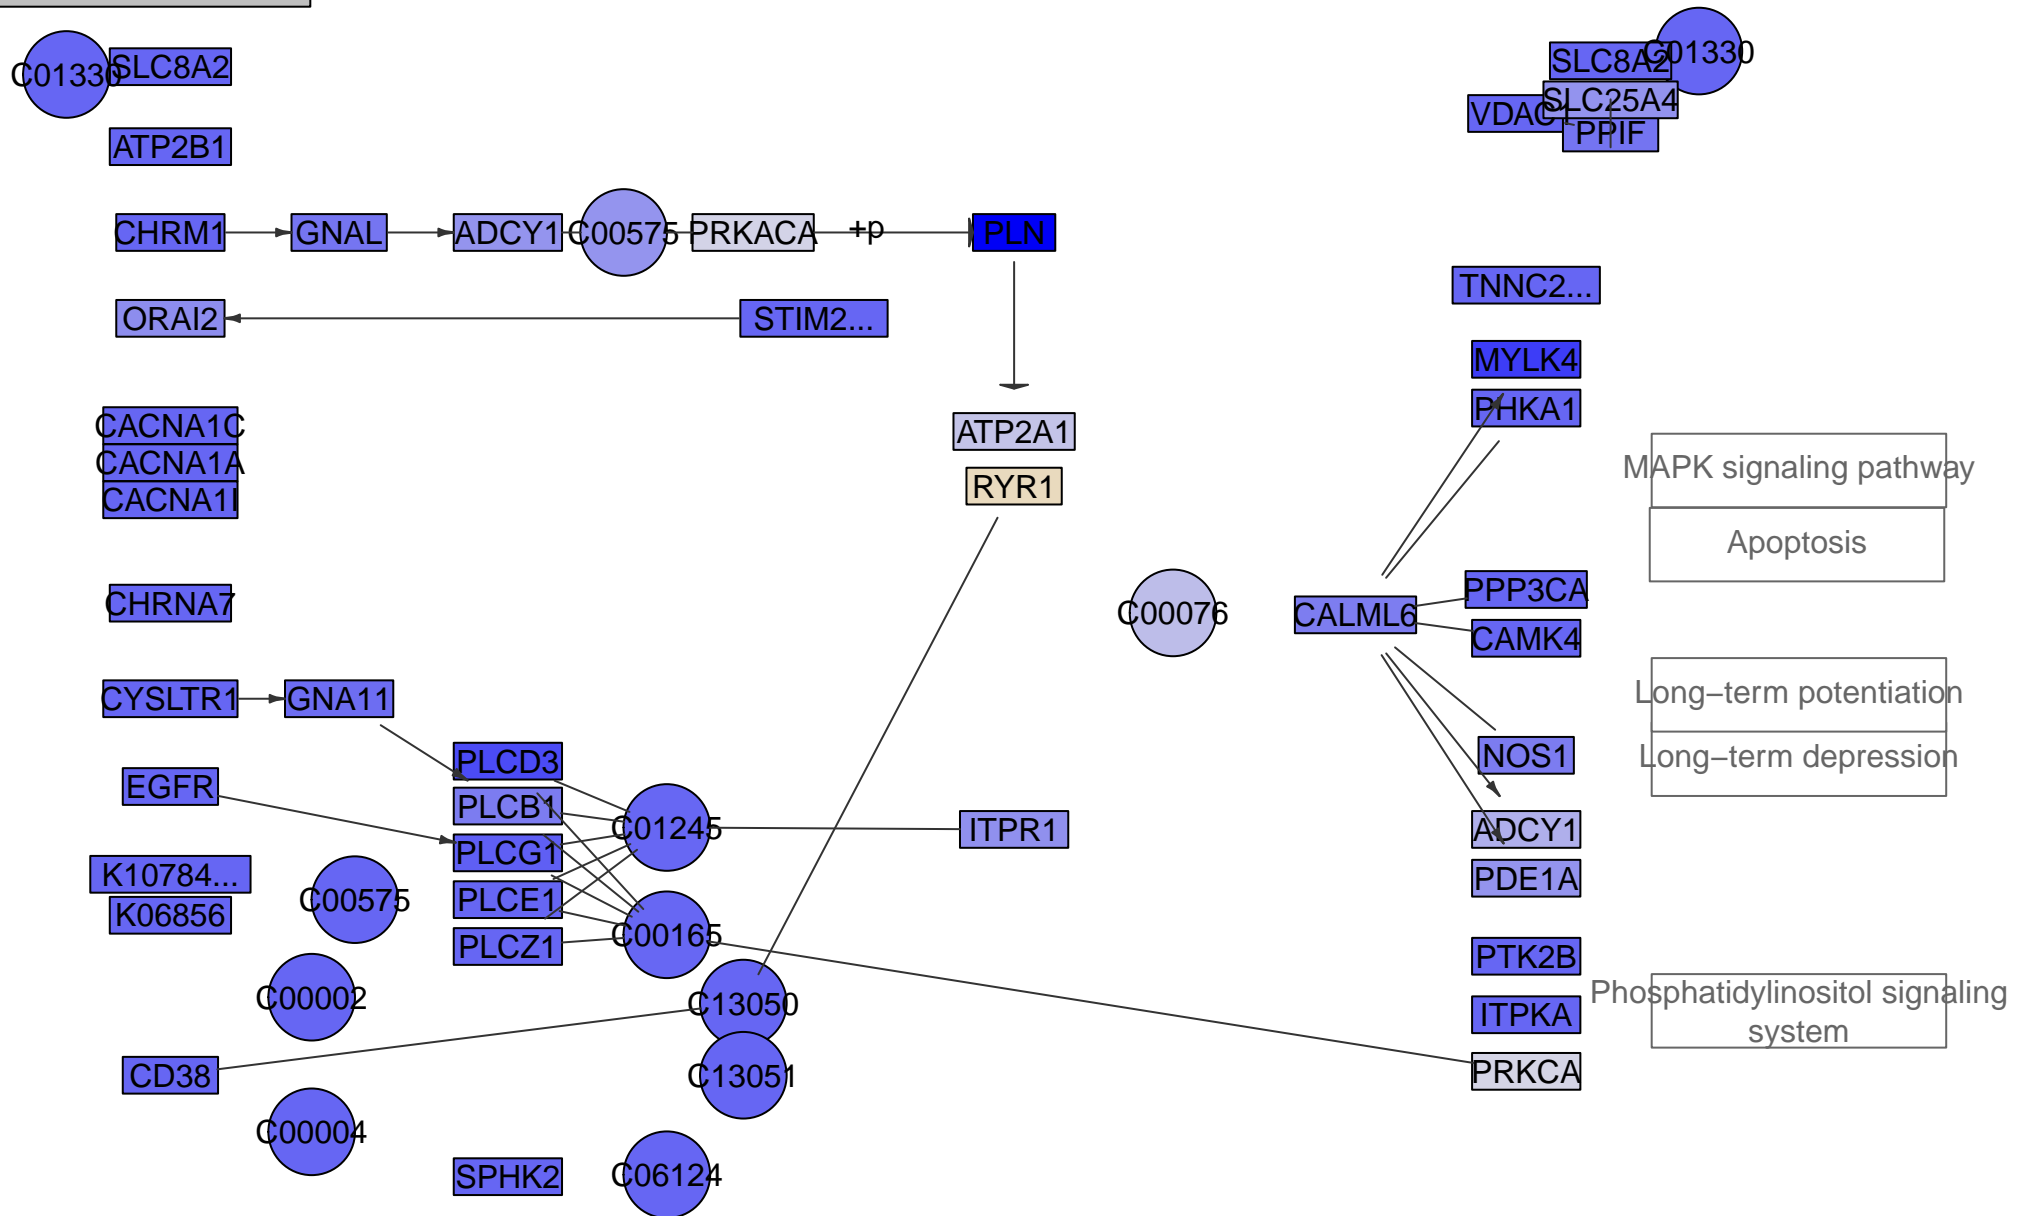 C01330
SLC8A2
SLC8A2
C01330
SLC25A4
VDAC1
PPIF
ATP2B1
CHRM1
GNAL
ADCY1
C00575
PRKACA
+p
PLN
TNNC2...
ORAI2
STIM2...
MYLK4
PHKA1
CACNA1C
CACNA1A
CACNA1I
ATP2A1
RYR1
MAPK signaling pathway
Apoptosis
CHRNA7
C00076
CALML6
PPP3CA
CAMK4
CYSLTR1
GNA11
Long–term potentiation
Long–term depression
NOS1
PLCD3
EGFR
PLCB1
C01245
ITPR1
ADCY1
PLCG1
K10784...
C00575
PLCE1
PDE1A
K06856
PLCZ1
C00165
PTK2B
C00002
C13050
ITPKA
Phosphatidylinositol signaling
system
CD38
C13051
PRKCA
C00004
SPHK2
C06124